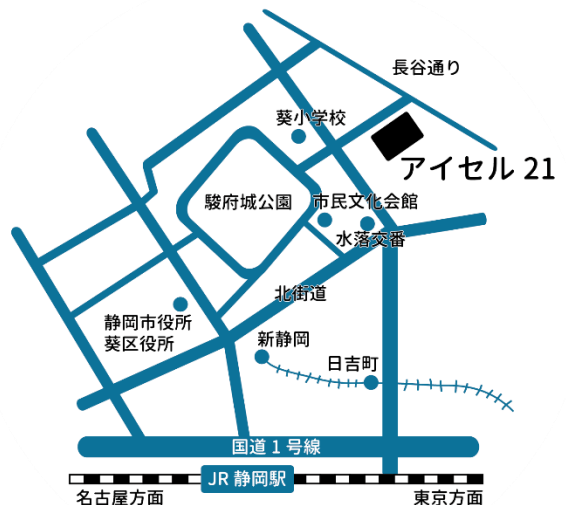 長谷通り
葵小学校
アイセル 21
駿府城公園
市民文化会館
水落交番
北街道
静岡市役所
葵区役所
新静岡
日吉町
国道 1 号線
JR 静岡駅
名古屋方面
東京方面